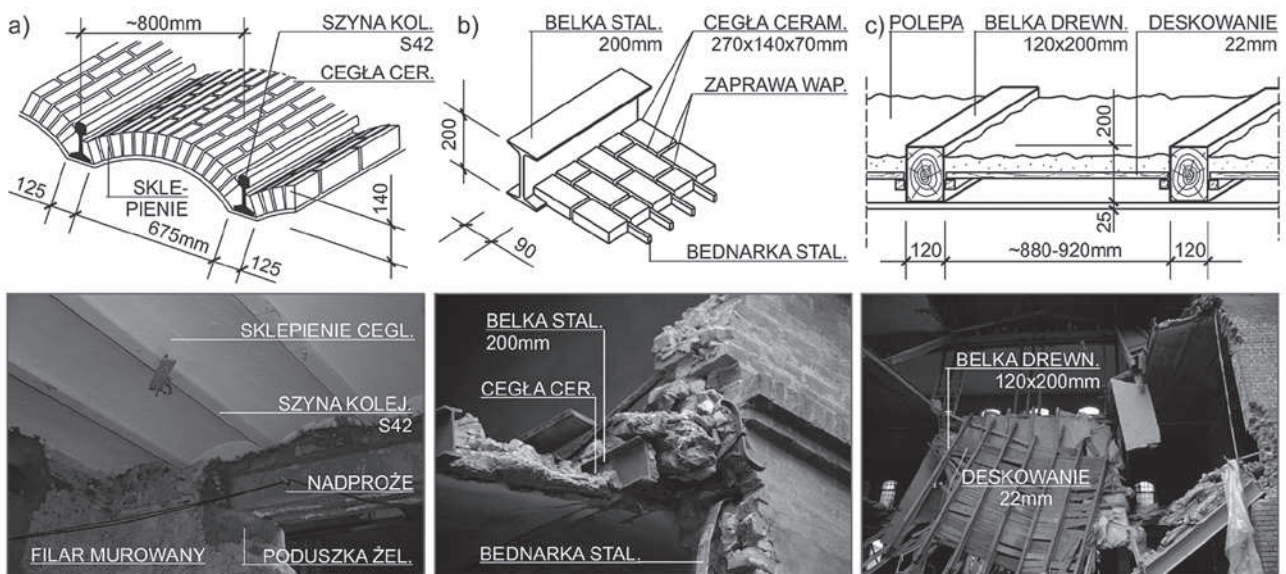 a)
~800mm
SZYNA KOL.
S42
CEGŁA CER.
SKLE-
PIENIE
125
675mm
125
140
b)
BELKA STAL.
200mm
CEGŁA CERAM.
270x140x70mm
ZAPRAWA WAP.
200
90
BEDNARKA STAL.
c)
POLEPA
BELKA DREWN.
120x200mm
DESKOWANIE
22mm
200
25
120
~880-920mm
120
SKLEPIENIE CEGL.
SZYNA KOLEJ.
S42
NADPROŻE
FILAR MUROWANY
PODUSZKA ŻEL.
BELKA STAL.
200mm
CEGŁA CER.
BEDNARKA STAL.
BELKA DREWN.
120x200mm
DESKOWANIE
22mm